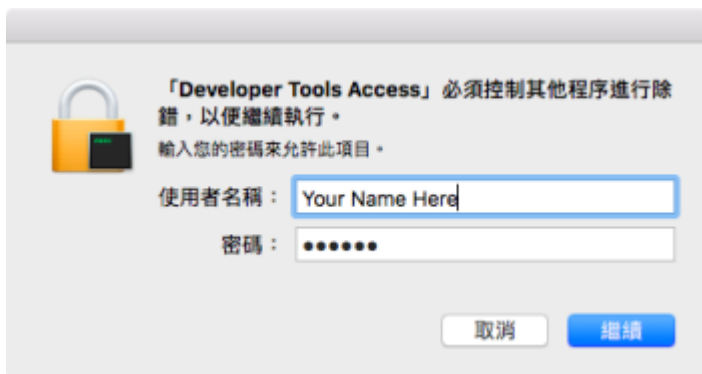 「Developer Tools Access」必須控制其他程序進行除
錯，以便繼續執行。
輸入您的密碼來允許此項目。
使用者名稱： Your Name Here
密碼： ••••••
取消 繼續